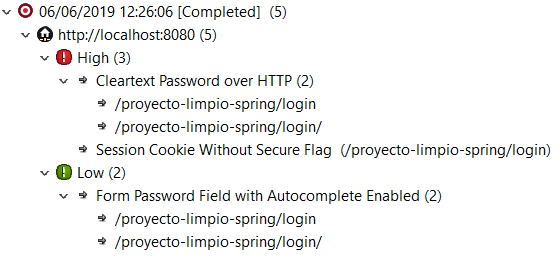 06/06/2019 12:26:06 [Completed] (5)
http://localhost:8080 (5)
High (3)
Cleartext Password over HTTP (2)
/proyecto-limpio-spring/login
/proyecto-limpio-spring/login/
Session Cookie Without Secure Flag (/proyecto-limpio-spring/login)
Low (2)
Form Password Field with Autocomplete Enabled (2)
/proyecto-limpio-spring/login
/proyecto-limpio-spring/login/